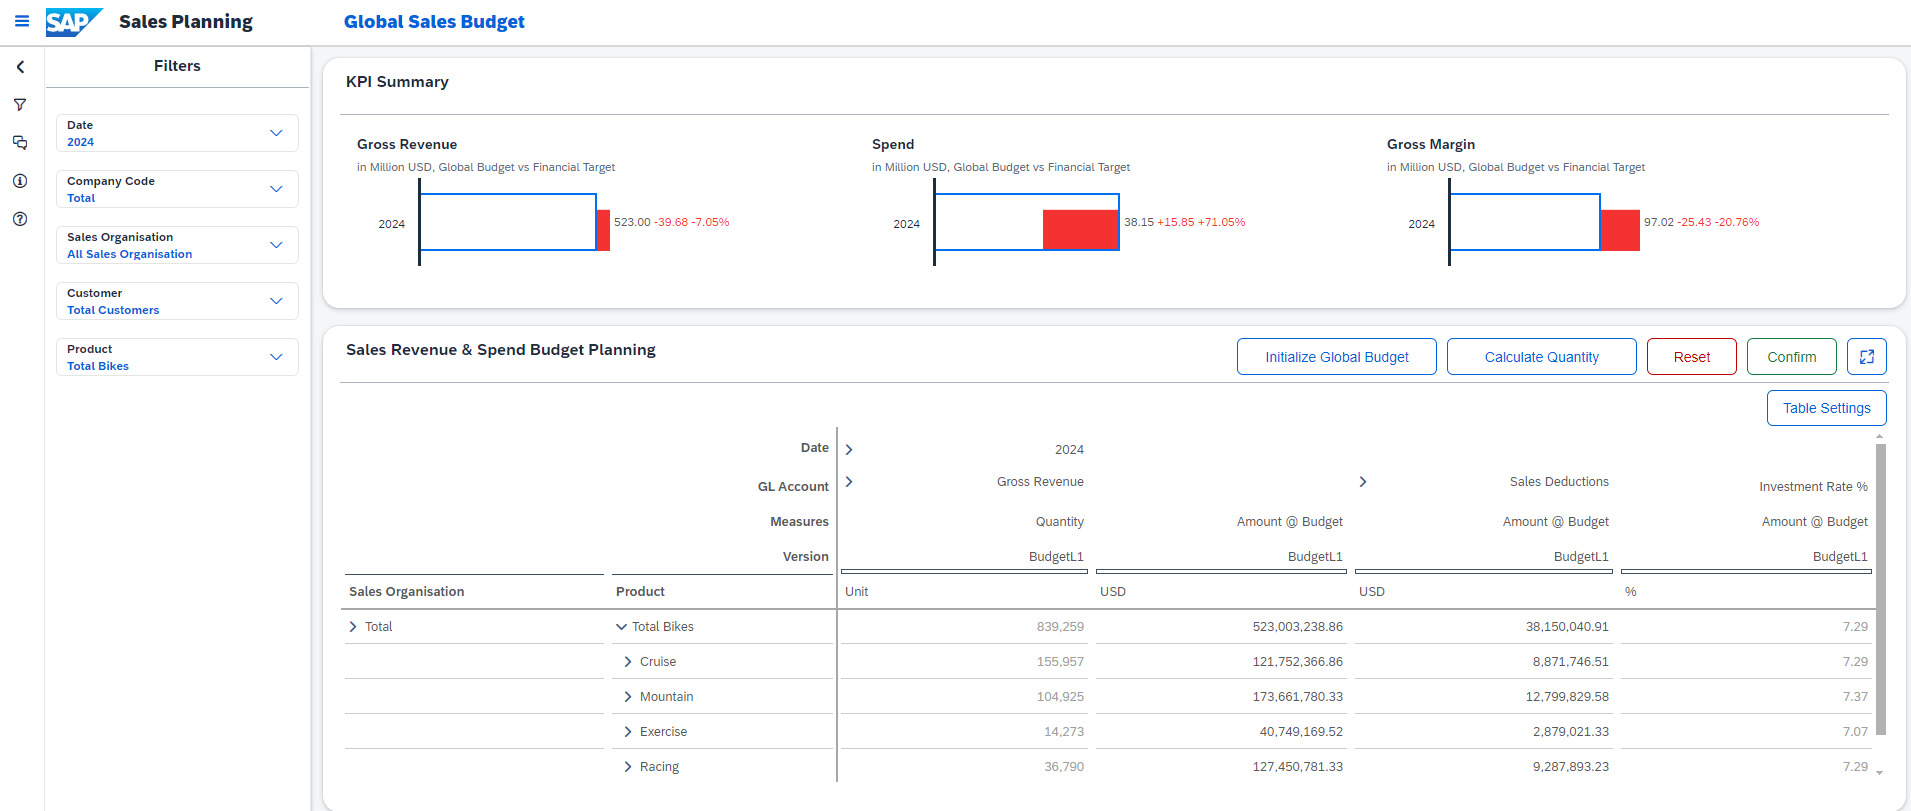 SAP Sales Planning Global Sales Budget
Filters
Date
2024
Company Code
Total
Sales Organisation
All Sales Organisation
Customer
Total Customers
Product
Total Bikes
KPI Summary
Gross Revenue
in Million USD, Global Budget vs Financial Target
2024 523.00 -39.68 -7.05%
Spend
in Million USD, Global Budget vs Financial Target
2024 38.15 +15.85 +71.05%
Gross Margin
in Million USD, Global Budget vs Financial Target
2024 97.02 -25.43 -20.76%
Sales Revenue & Spend Budget Planning
Initialize Global Budget Calculate Quantity Reset Confirm
Table Settings
Date 2024
GL Account Gross Revenue Sales Deductions Investment Rate %
Measures Quantity Amount @ Budget Amount @ Budget Amount @ Budget
Version BudgetL1 BudgetL1 BudgetL1 BudgetL1
Sales Organisation Product Unit USD USD %
Total Total Bikes 839,259 523,003,238.86 38,150,040.91 7.29
Cruise 155,957 121,752,366.86 8,871,746.51 7.29
Mountain 104,925 173,661,780.33 12,799,829.58 7.37
Exercise 14,273 40,749,169.52 2,879,021.33 7.07
Racing 36,790 127,450,781.33 9,287,893.23 7.29